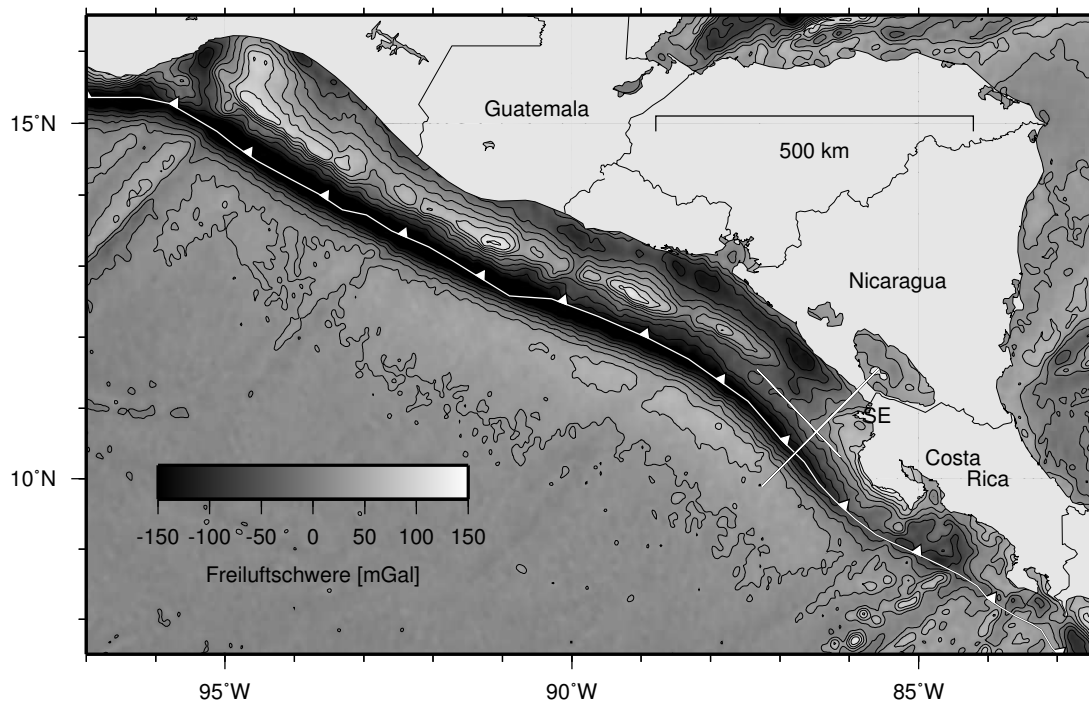 15°N
Guatemala
500 km
Nicaragua
SE
Costa
Rica
10°N
-150 -100 -50 0 50 100 150
Freiluftschwere [mGal]
95°W 90°W 85°W